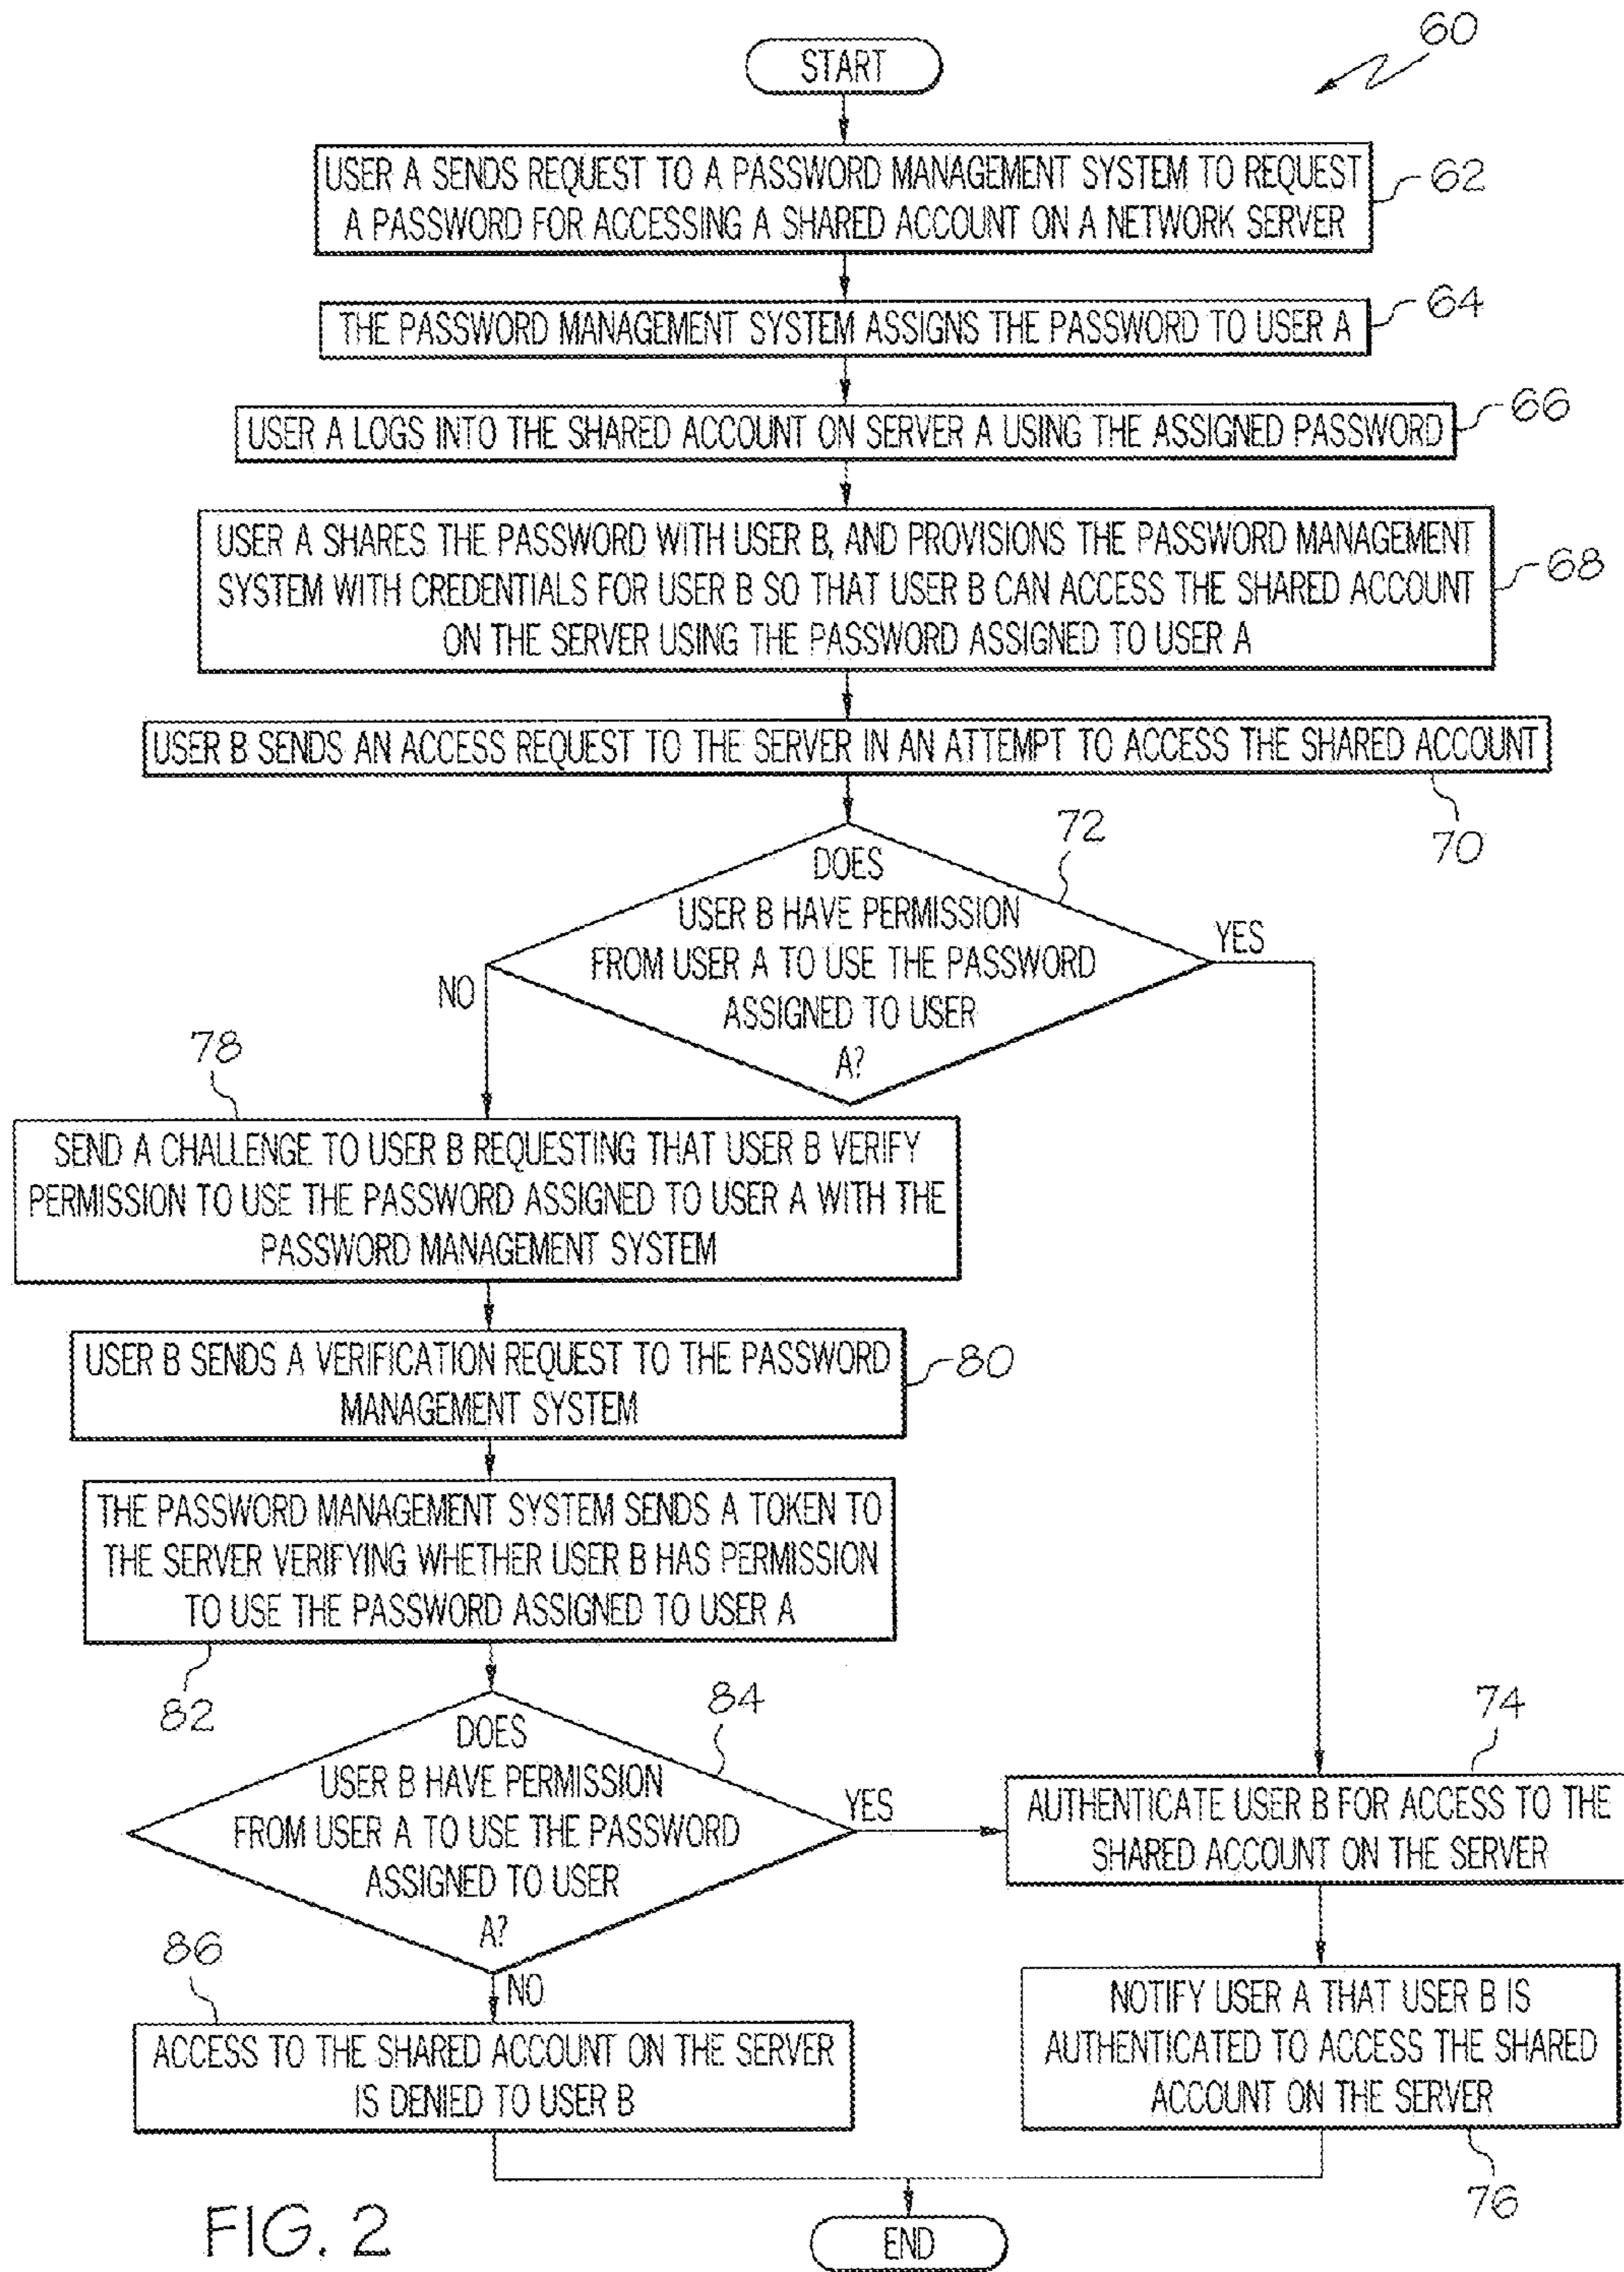 60
START
USER A SENDS REQUEST TO A PASSWORD MANAGEMENT SYSTEM TO REQUEST
A PASSWORD FOR ACCESSING A SHARED ACCOUNT ON A NETWORK SERVER
62
THE PASSWORD MANAGEMENT SYSTEM ASSIGNS THE PASSWORD TO USER A
64
USER A LOGS INTO THE SHARED ACCOUNT ON SERVER A USING THE ASSIGNED PASSWORD
66
USER A SHARES THE PASSWORD WITH USER B, AND PROVISIONS THE PASSWORD MANAGEMENT
SYSTEM WITH CREDENTIALS FOR USER B SO THAT USER B CAN ACCESS THE SHARED ACCOUNT
ON THE SERVER USING THE PASSWORD ASSIGNED TO USER A
68
USER B SENDS AN ACCESS REQUEST TO THE SERVER IN AN ATTEMPT TO ACCESS THE SHARED ACCOUNT
70
72
DOES
USER B HAVE PERMISSION
FROM USER A TO USE THE PASSWORD
ASSIGNED TO USER
A?
YES
NO
78
SEND A CHALLENGE TO USER B REQUESTING THAT USER B VERIFY
PERMISSION TO USE THE PASSWORD ASSIGNED TO USER A WITH THE
PASSWORD MANAGEMENT SYSTEM
USER B SENDS A VERIFICATION REQUEST TO THE PASSWORD
MANAGEMENT SYSTEM
80
THE PASSWORD MANAGEMENT SYSTEM SENDS A TOKEN TO
THE SERVER VERIFYING WHETHER USER B HAS PERMISSION
TO USE THE PASSWORD ASSIGNED TO USER A
82
84
DOES
USER B HAVE PERMISSION
FROM USER A TO USE THE PASSWORD
ASSIGNED TO USER
A?
YES
NO
74
AUTHENTICATE USER B FOR ACCESS TO THE
SHARED ACCOUNT ON THE SERVER
86
ACCESS TO THE SHARED ACCOUNT ON THE SERVER
IS DENIED TO USER B
NOTIFY USER A THAT USER B IS
AUTHENTICATED TO ACCESS THE SHARED
ACCOUNT ON THE SERVER
76
END
FIG. 2